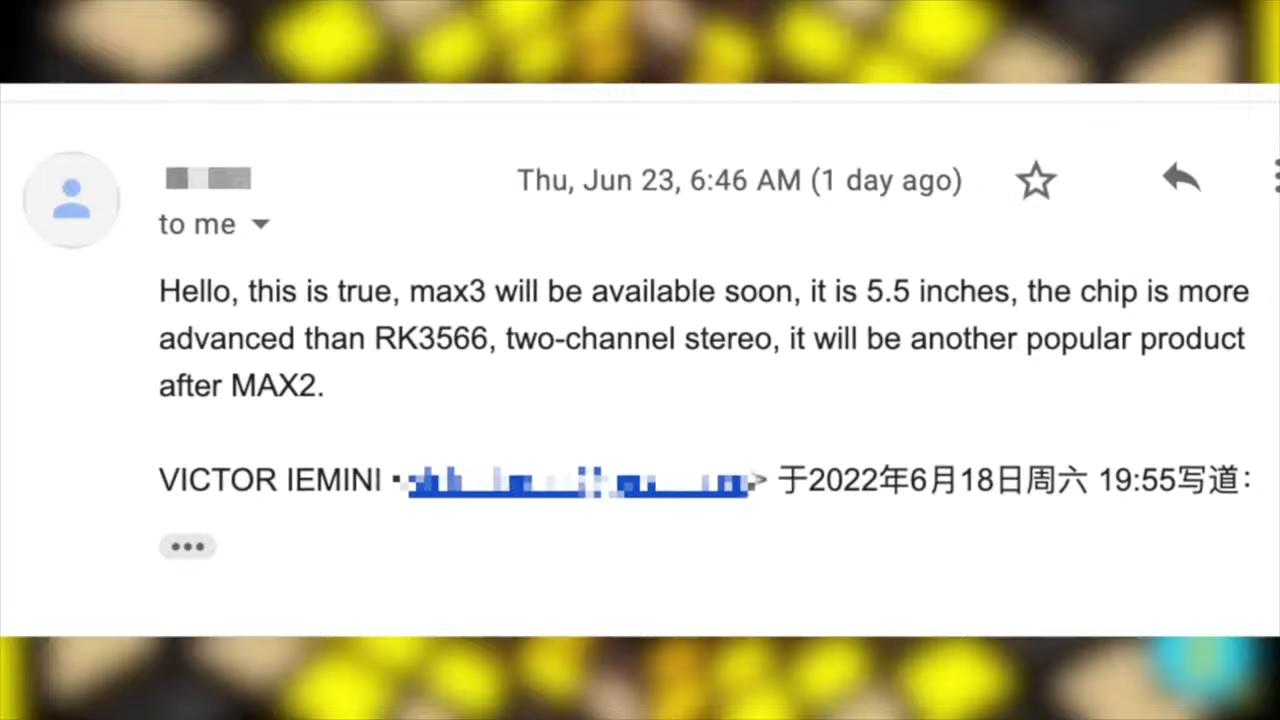 Thu, Jun 23, 6:46 AM (1 day ago)
to me
Hello, this is true, max3 will be available soon, it is 5.5 inches, the chip is more
advanced than RK3566, two-channel stereo, it will be another popular product
after MAX2.
VICTOR IEMINI > 于2022年6月18日周六 19:55写道：